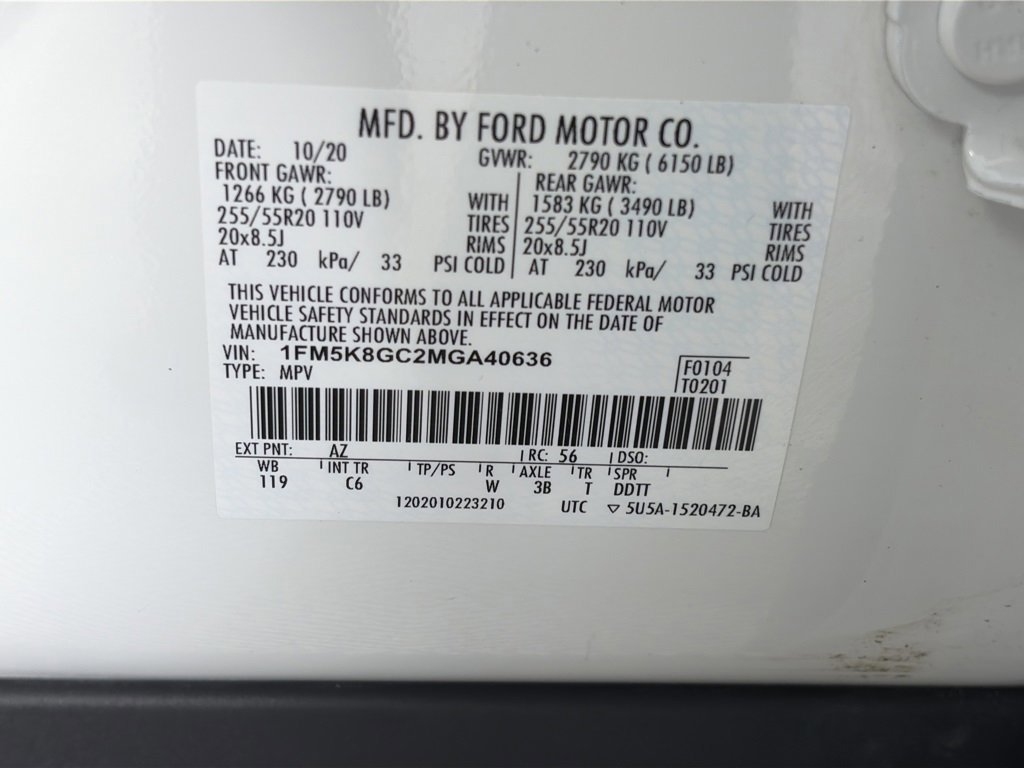 MFD. BY FORD MOTOR CO.
DATE: 10/20 GVWR: 2790 KG ( 6150 LB)
FRONT GAWR: REAR GAWR:
1266 KG ( 2790 LB) WITH 1583 KG ( 3490 LB) WITH
255/55R20 110V TIRES 255/55R20 110V TIRES
20x8.5J RIMS 20x8.5J RIMS
AT 230 kPa/ 33 PSI COLD AT 230 kPa/ 33 PSI COLD
THIS VEHICLE CONFORMS TO ALL APPLICABLE FEDERAL MOTOR
VEHICLE SAFETY STANDARDS IN EFFECT ON THE DATE OF
MANUFACTURE SHOWN ABOVE.
VIN: 1FM5K8GC2MGA40636
TYPE: MPV
F0104
T0201
EXT PNT: AZ RC: 56 DSO:
WB INT TR TP/PS R AXLE TR SPR
119 C6 W 3B T DDTT
1202010223210 UTC ▽ 5U5A-1520472-BA